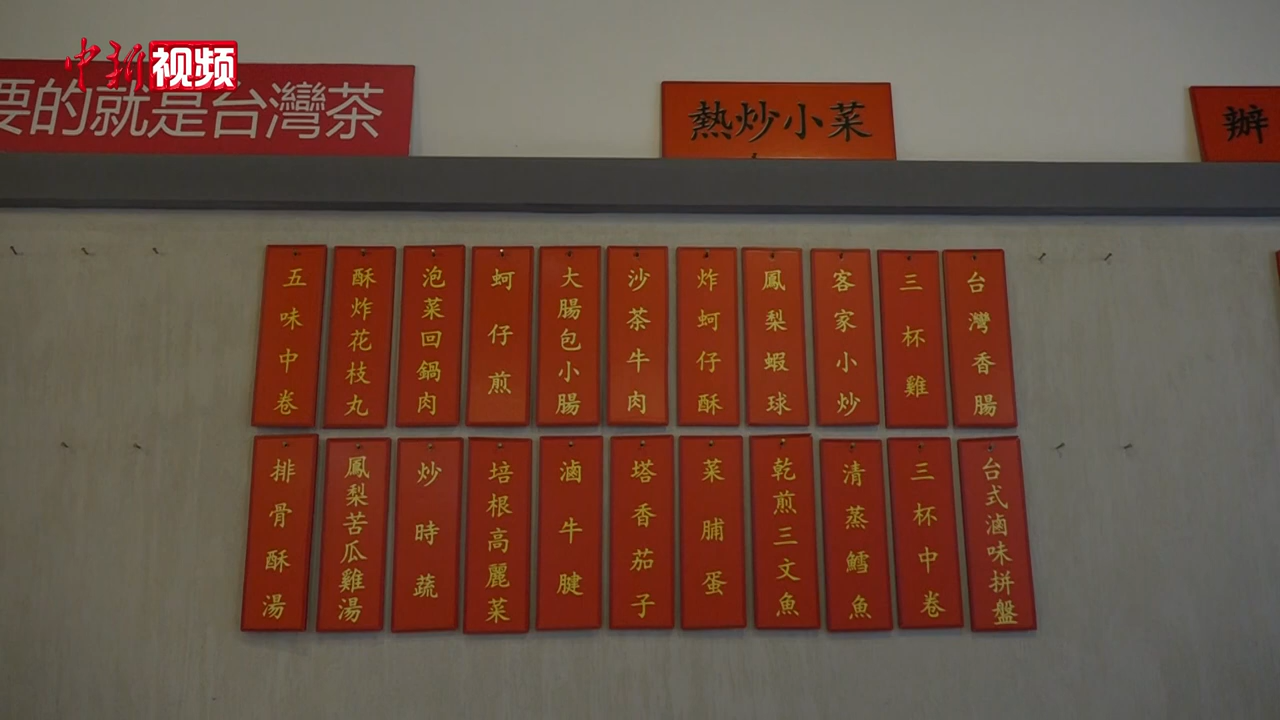 中新视频
要的就是台灣茶
熱炒小菜
辦
五味中卷
酥炸花枝丸
泡菜回鍋肉
蚵仔煎
大腸包小腸
沙茶牛肉
炸蚵仔酥
鳳梨蝦球
客家小炒
三杯雞
台灣香腸
排骨酥湯
鳳梨苦瓜雞湯
炒時蔬
培根高麗菜
滷牛腱
塔香茄子
菜脯蛋
乾煎三文魚
清蒸鱈魚
三杯中卷
台式滷味拼盤